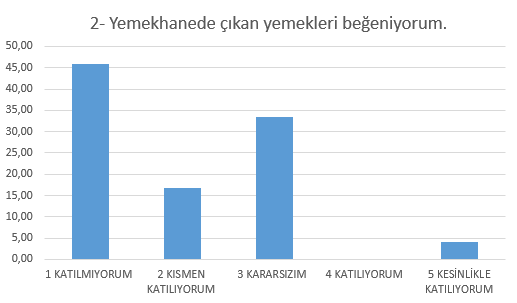 2- Yemekhanede çıkan yemekleri beğeniyorum.
50,00
45,00
40,00
35,00
30,00
25,00
20,00
15,00
10,00
5,00
0,00
1 KATILMIYORUM
2 KISMEN
KATILIYORUM
3 KARARSIZIM
4 KATILIYORUM
5 KESİNLİKLE
KATILIYORUM